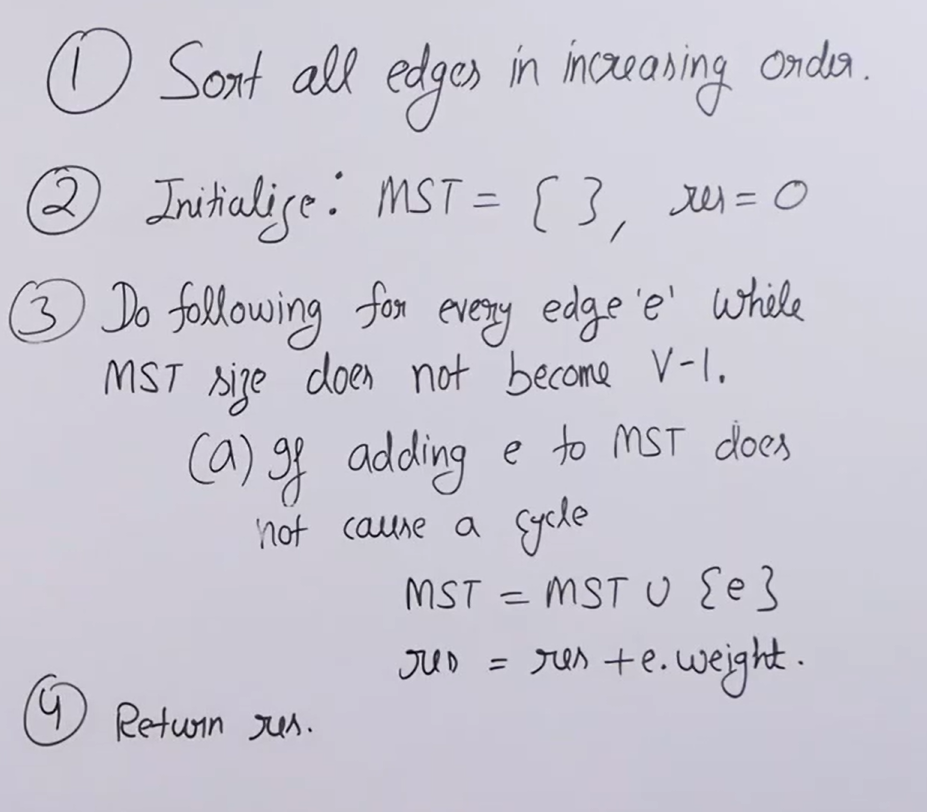 ① Sort all edges in increasing order.
② Initialize: MST = { }, res = 0
③ Do following for every edge 'e' while
MST size does not become V-1.
(a) If adding e to MST does
not cause a cycle
MST = MST ∪ {e}
res = res + e.weight.
④ Return res.